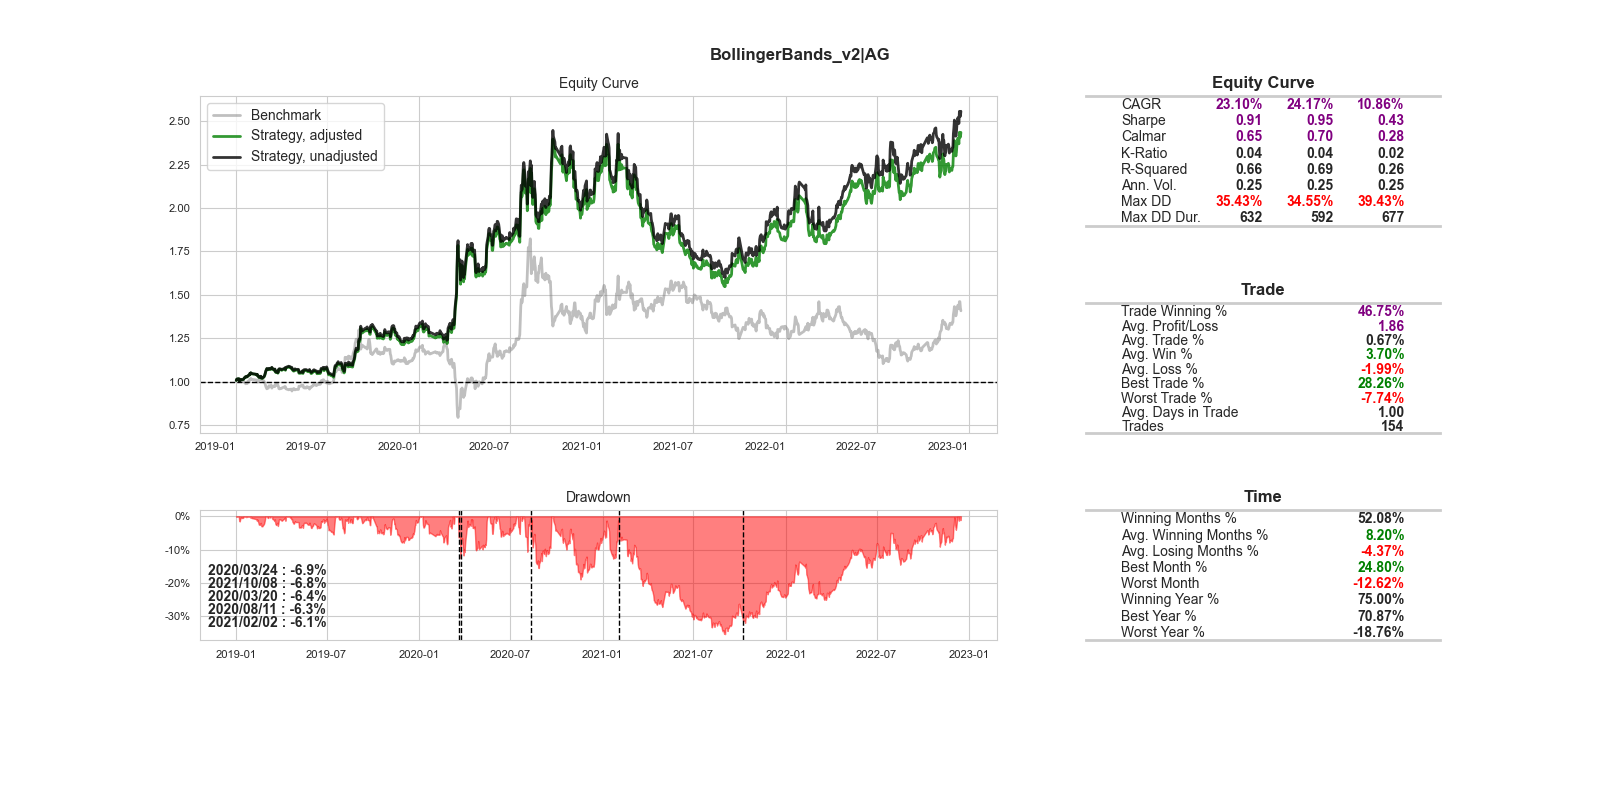 BollingerBands_v2|AG
Equity Curve
Benchmark
Strategy, adjusted
Strategy, unadjusted
2.50
2.25
2.00
1.75
1.50
1.25
1.00
0.75
2019-01 2019-07 2020-01 2020-07 2021-01 2021-07 2022-01 2022-07 2023-01
Drawdown
0%
-10%
-20%
-30%
2020/03/24 : -6.9%
2021/10/08 : -6.8%
2020/03/20 : -6.4%
2020/08/11 : -6.3%
2021/02/02 : -6.1%
2019-01 2019-07 2020-01 2020-07 2021-01 2021-07 2022-01 2022-07 2023-01
Equity Curve
CAGR 23.10% 24.17% 10.86%
Sharpe 0.91 0.95 0.43
Calmar 0.65 0.70 0.28
K-Ratio 0.04 0.04 0.02
R-Squared 0.66 0.69 0.26
Ann. Vol. 0.25 0.25 0.25
Max DD 35.43% 34.55% 39.43%
Max DD Dur. 632 592 677
Trade
Trade Winning % 46.75%
Avg. Profit/Loss 1.86
Avg. Trade % 0.67%
Avg. Win % 3.70%
Avg. Loss % -1.99%
Best Trade % 28.26%
Worst Trade % -7.74%
Avg. Days in Trade 1.00
Trades 154
Time
Winning Months % 52.08%
Avg. Winning Months % 8.20%
Avg. Losing Months % -4.37%
Best Month % 24.80%
Worst Month -12.62%
Winning Year % 75.00%
Best Year % 70.87%
Worst Year % -18.76%